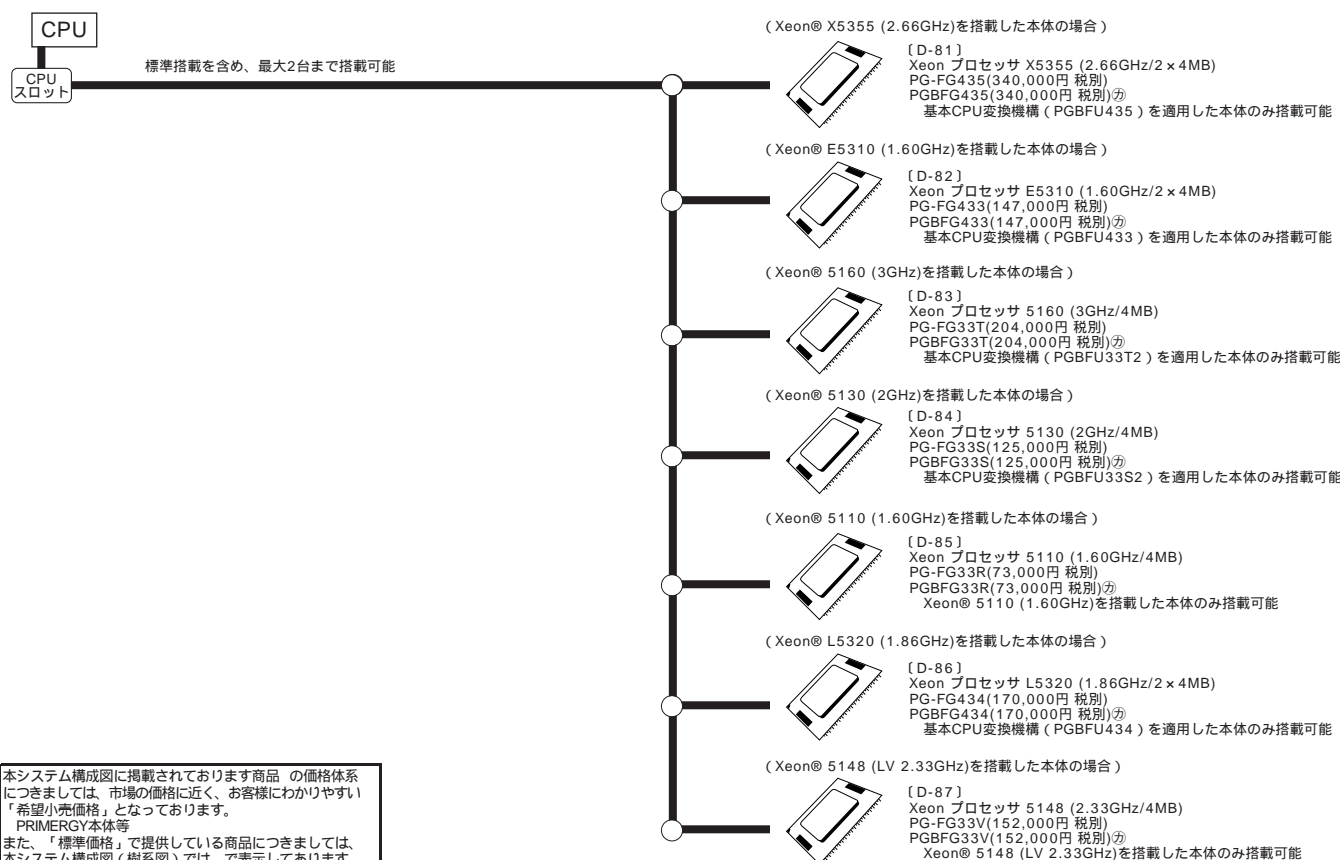 CPU
CPU
スロット
標準搭載を含め、最大2台まで搭載可能
(Xeon® X5355 (2.66GHz)を搭載した本体の場合)
〔D-81〕
Xeon プロセッサ X5355 (2.66GHz/2×4MB)
PG-FG435(340,000円 税別)
PGBFG435(340,000円 税別)㋕
基本CPU変換機構(PGBFU435)を適用した本体のみ搭載可能
(Xeon® E5310 (1.60GHz)を搭載した本体の場合)
〔D-82〕
Xeon プロセッサ E5310 (1.60GHz/2×4MB)
PG-FG433(147,000円 税別)
PGBFG433(147,000円 税別)㋕
基本CPU変換機構(PGBFU433)を適用した本体のみ搭載可能
(Xeon® 5160 (3GHz)を搭載した本体の場合)
〔D-83〕
Xeon プロセッサ 5160 (3GHz/4MB)
PG-FG33T(204,000円 税別)
PGBFG33T(204,000円 税別)㋕
基本CPU変換機構(PGBFU33T2)を適用した本体のみ搭載可能
(Xeon® 5130 (2GHz)を搭載した本体の場合)
〔D-84〕
Xeon プロセッサ 5130 (2GHz/4MB)
PG-FG33S(125,000円 税別)
PGBFG33S(125,000円 税別)㋕
基本CPU変換機構(PGBFU33S2)を適用した本体のみ搭載可能
(Xeon® 5110 (1.60GHz)を搭載した本体の場合)
〔D-85〕
Xeon プロセッサ 5110 (1.60GHz/4MB)
PG-FG33R(73,000円 税別)
PGBFG33R(73,000円 税別)㋕
Xeon® 5110 (1.60GHz)を搭載した本体のみ搭載可能
(Xeon® L5320 (1.86GHz)を搭載した本体の場合)
〔D-86〕
Xeon プロセッサ L5320 (1.86GHz/2×4MB)
PG-FG434(170,000円 税別)
PGBFG434(170,000円 税別)㋕
基本CPU変換機構(PGBFU434)を適用した本体のみ搭載可能
(Xeon® 5148 (LV 2.33GHz)を搭載した本体の場合)
〔D-87〕
Xeon プロセッサ 5148 (2.33GHz/4MB)
PG-FG33V(152,000円 税別)
PGBFG33V(152,000円 税別)㋕
Xeon® 5148 (LV 2.33GHz)を搭載した本体のみ搭載可能
本システム構成図に掲載されております商品 の価格体系
につきましては、市場の価格に近く、お客様にわかりやすい
「希望小売価格」となっております。
PRIMERGY本体等
また、「標準価格」で提供している商品につきましては、
本システム構成図(樹系図)では で表示してあります